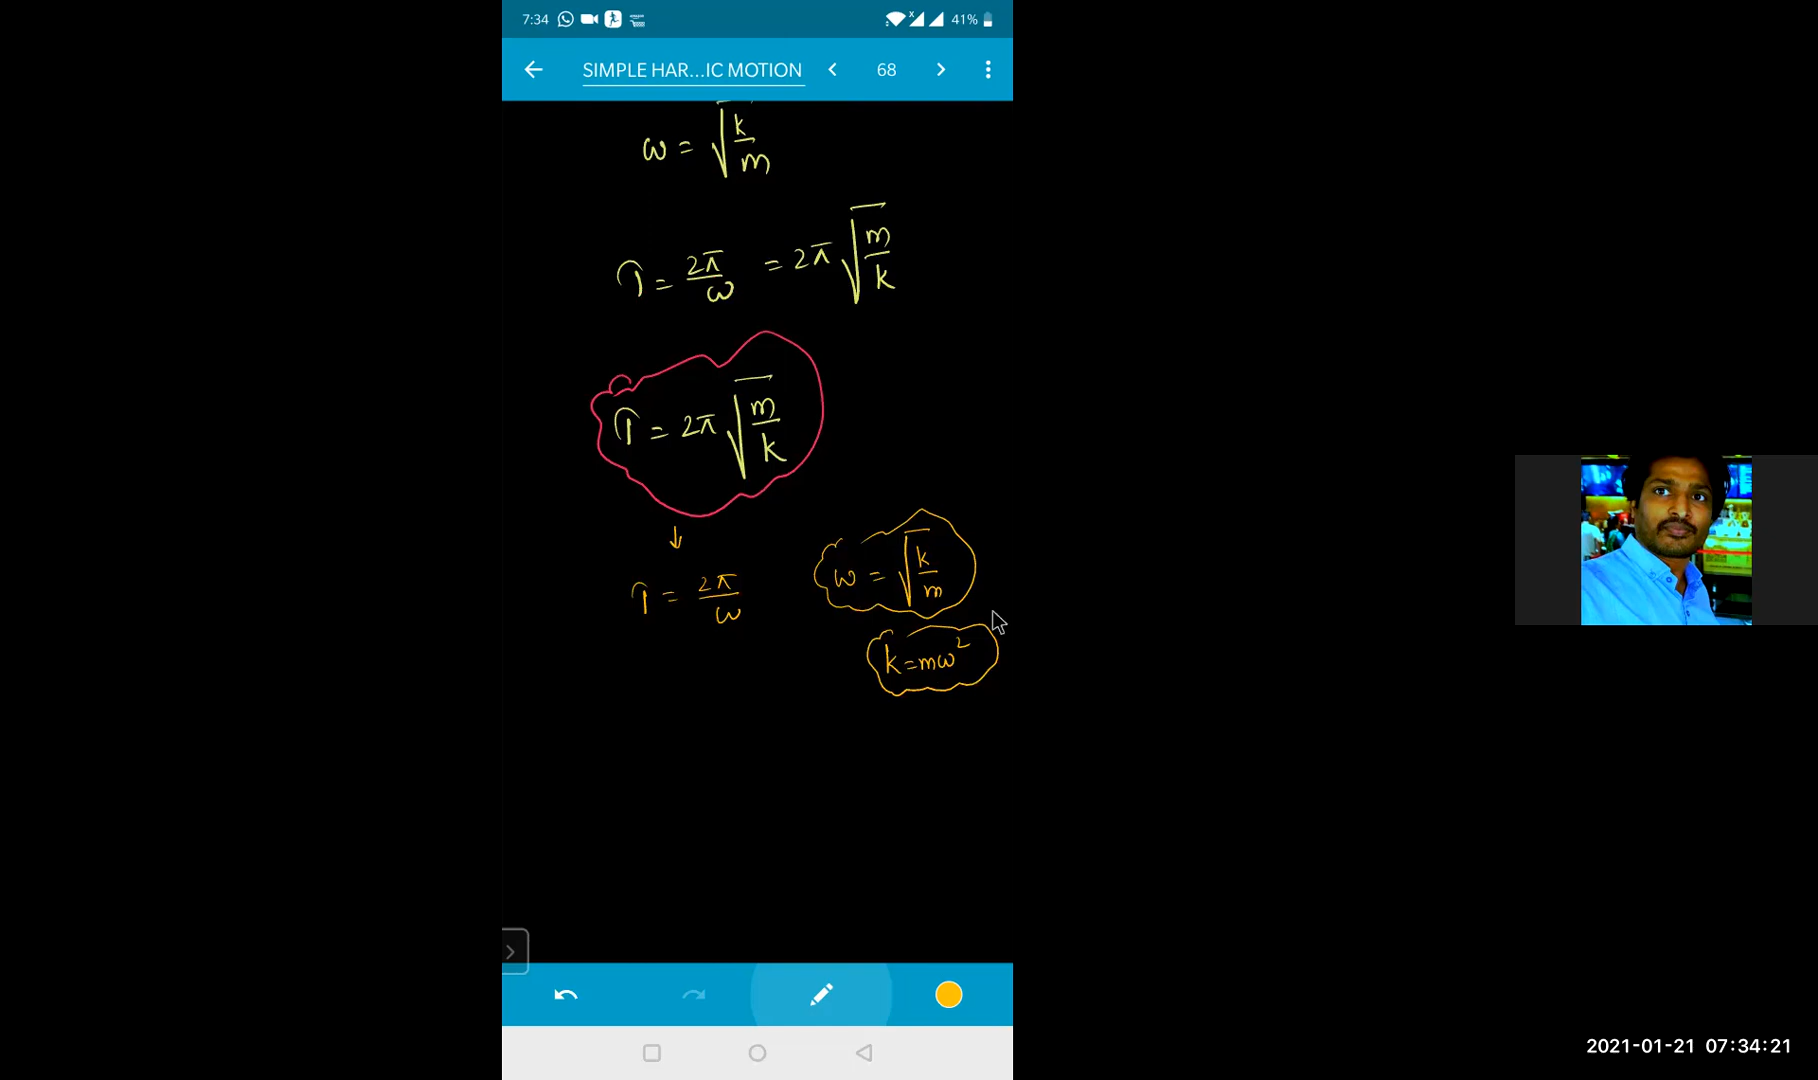 7:34 41%
SIMPLE HAR...IC MOTION 68
ω = √(k/m)
T = 2π/ω = 2π √(m/k)
T = 2π √(m/k)
↓
T = 2π/ω
ω = √(k/m)
k = mω²
2021-01-21 07:34:21